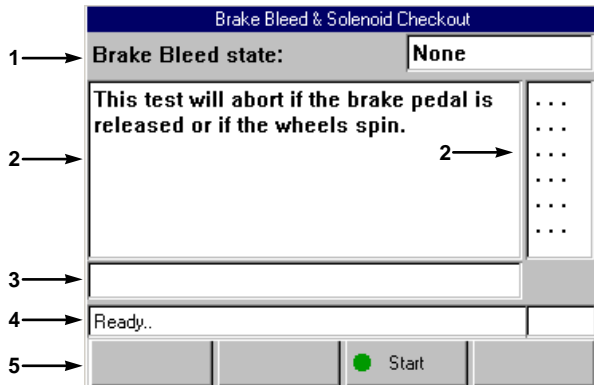 Brake Bleed & Solenoid Checkout
1
Brake Bleed state:
None
This test will abort if the brake pedal is
released or if the wheels spin.
2
2
. . .
. . .
. . .
. . .
. . .
. . .
3
4
Ready..
5
Start